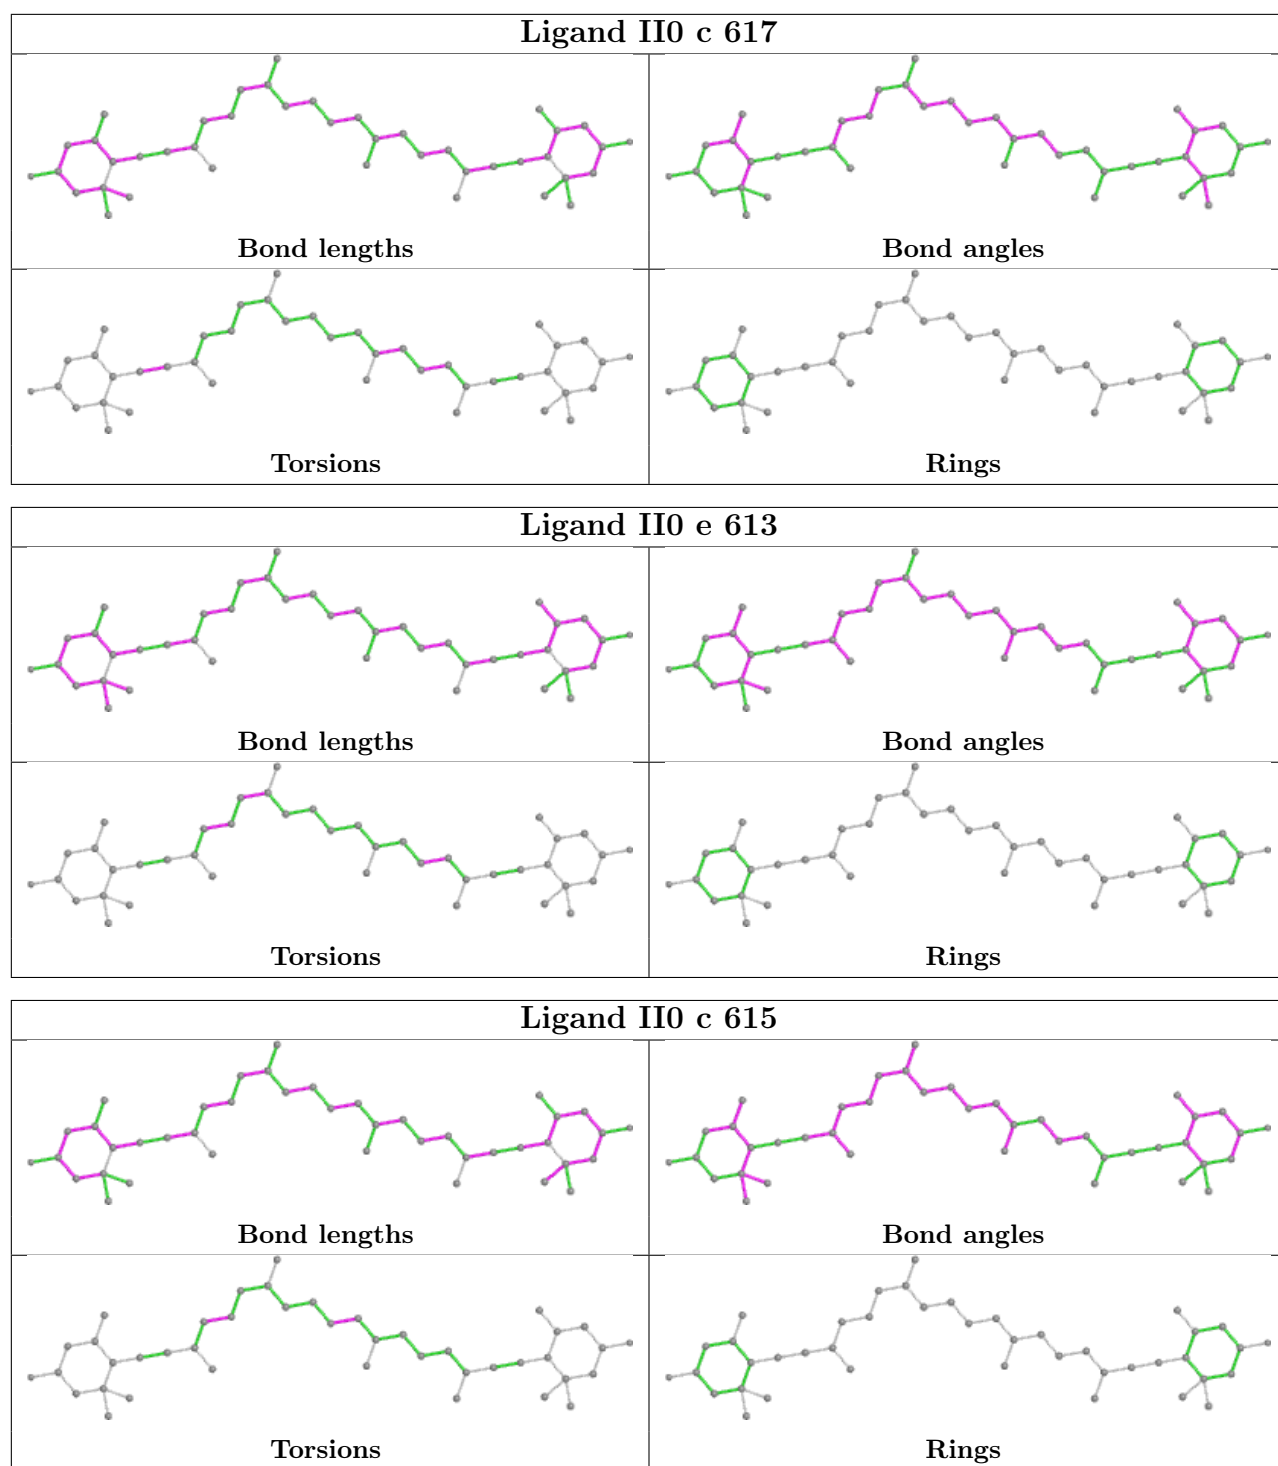 Ligand II0 c 617
Bond lengths
Bond angles
Torsions
Rings
Ligand II0 e 613
Bond lengths
Bond angles
Torsions
Rings
Ligand II0 c 615
Bond lengths
Bond angles
Torsions
Rings